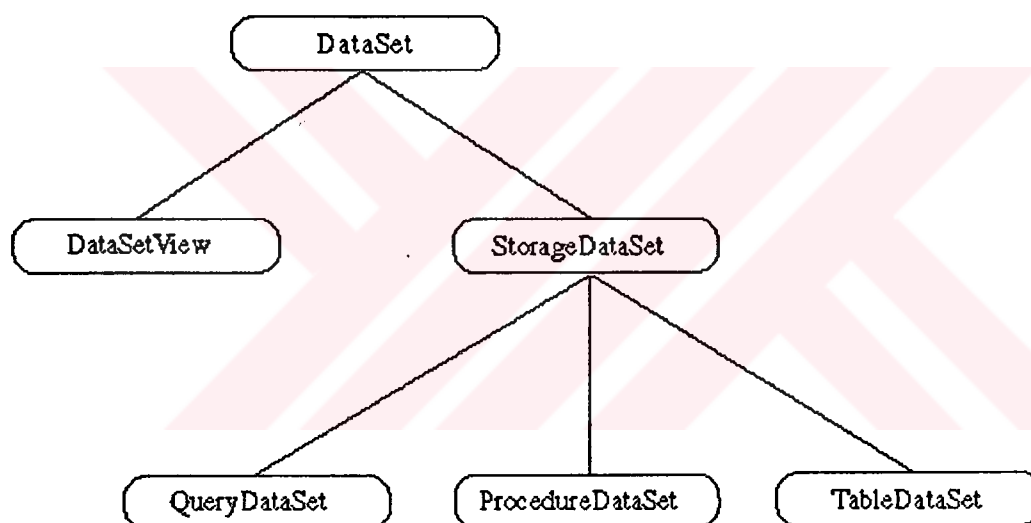 DataSet
DataSetView
StorageDataSet
QueryDataSet
ProcedureDataSet
TableDataSet